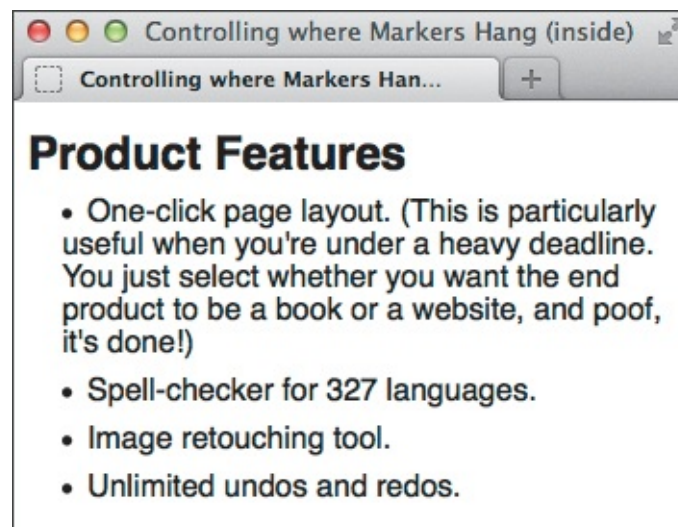 Controlling where Markers Hang (inside)
Controlling where Markers Han...
Product Features
• One-click page layout. (This is particularly
useful when you're under a heavy deadline.
You just select whether you want the end
product to be a book or a website, and poof,
it's done!)
• Spell-checker for 327 languages.
• Image retouching tool.
• Unlimited undos and redos.